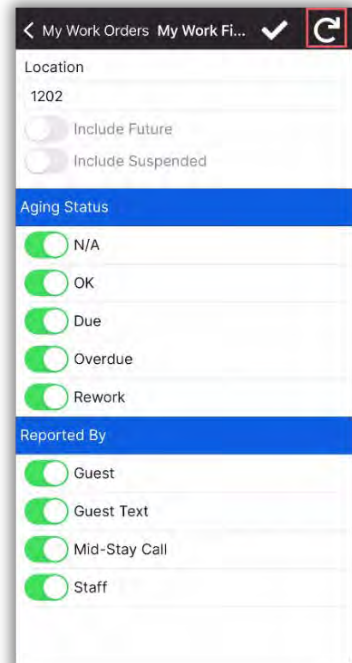 My Work Orders My Work Fi...
Location
1202
Include Future
Include Suspended
Aging Status
N/A
OK
Due
Overdue
Rework
Reported By
Guest
Guest Text
Mid-Stay Call
Staff